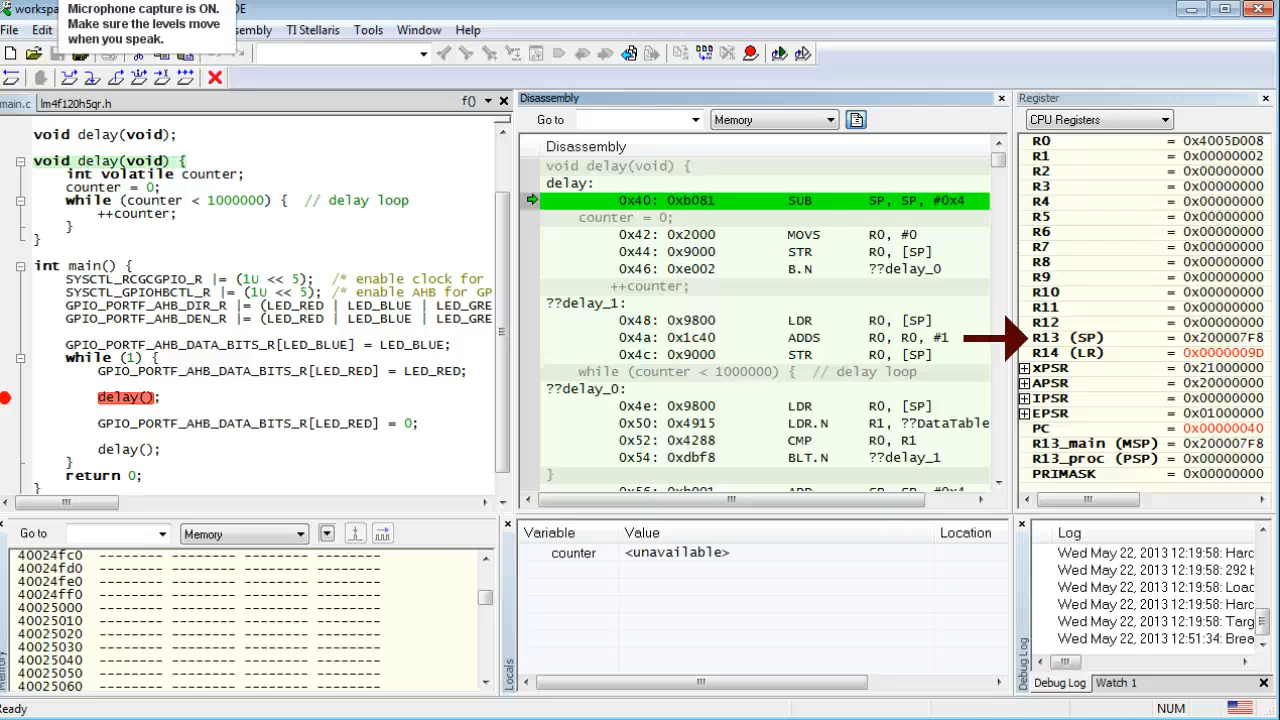 workspa
Microphone capture is ON.
Make sure the levels move
when you speak.
DE
File Edit
sembly TI Stellaris Tools Window Help
main.c lm4f120h5qr.h f()
void delay(void);
void delay(void) {
int volatile counter;
counter = 0;
while (counter < 1000000) { // delay loop
++counter;
}
}
int main() {
SYSCTL_RCGCGPIO_R |= (1U << 5); /* enable clock for
SYSCTL_GPIOHBCTL_R |= (1U << 5); /* enable AHB for GP
GPIO_PORTF_AHB_DIR_R |= (LED_RED | LED_BLUE | LED_GRE
GPIO_PORTF_AHB_DEN_R |= (LED_RED | LED_BLUE | LED_GRE
GPIO_PORTF_AHB_DATA_BITS_R[LED_BLUE] = LED_BLUE;
while (1) {
GPIO_PORTF_AHB_DATA_BITS_R[LED_RED] = LED_RED;
delay();
GPIO_PORTF_AHB_DATA_BITS_R[LED_RED] = 0;
delay();
}
return 0;
}
Disassembly
Go to Memory
Disassembly
void delay(void) {
delay:
0x40: 0xb081 SUB SP, SP, #0x4
counter = 0;
0x42: 0x2000 MOVS R0, #0
0x44: 0x9000 STR R0, [SP]
0x46: 0xe002 B.N ??delay_0
++counter;
??delay_1:
0x48: 0x9800 LDR R0, [SP]
0x4a: 0x1c40 ADDS R0, R0, #1
0x4c: 0x9000 STR R0, [SP]
while (counter < 1000000) { // delay loop
??delay_0:
0x4e: 0x9800 LDR R0, [SP]
0x50: 0x4915 LDR.N R1, ??DataTable
0x52: 0x4288 CMP R0, R1
0x54: 0xdbf8 BLT.N ??delay_1
}
0x56: 0xb001 ADD SP, SP, #0x4
Register
CPU Registers
R0 = 0x4005D008
R1 = 0x00000002
R2 = 0x00000000
R3 = 0x00000000
R4 = 0x00000000
R5 = 0x00000000
R6 = 0x00000000
R7 = 0x00000000
R8 = 0x00000000
R9 = 0x00000000
R10 = 0x00000000
R11 = 0x00000000
R12 = 0x00000000
R13 (SP) = 0x200007F8
R14 (LR) = 0x0000009D
xPSR = 0x21000000
APSR = 0x20000000
IPSR = 0x00000000
EPSR = 0x01000000
PC = 0x00000040
R13_main (MSP) = 0x200007F8
R13_proc (PSP) = 0x00000000
PRIMASK = 0x00000000
Go to Memory
40024fc0 -------- -------- -------- --------
40024fd0 -------- -------- -------- --------
40024fe0 -------- -------- -------- --------
40024ff0 -------- -------- -------- --------
40025000 -------- -------- -------- --------
40025010 -------- -------- -------- --------
40025020 -------- -------- -------- --------
40025030 -------- -------- -------- --------
40025040 -------- -------- -------- --------
40025050 -------- -------- -------- --------
40025060 -------- -------- -------- --------
Memory
Locals
Variable Value Location
counter <unavailable>
Debug Log
Log
Wed May 22, 2013 12:19:58: Harc
Wed May 22, 2013 12:19:58: 292 b
Wed May 22, 2013 12:19:58: Loac
Wed May 22, 2013 12:19:58: Harc
Wed May 22, 2013 12:19:58: Targ
Wed May 22, 2013 12:51:34: Brea
Debug Log Watch 1
Ready NUM